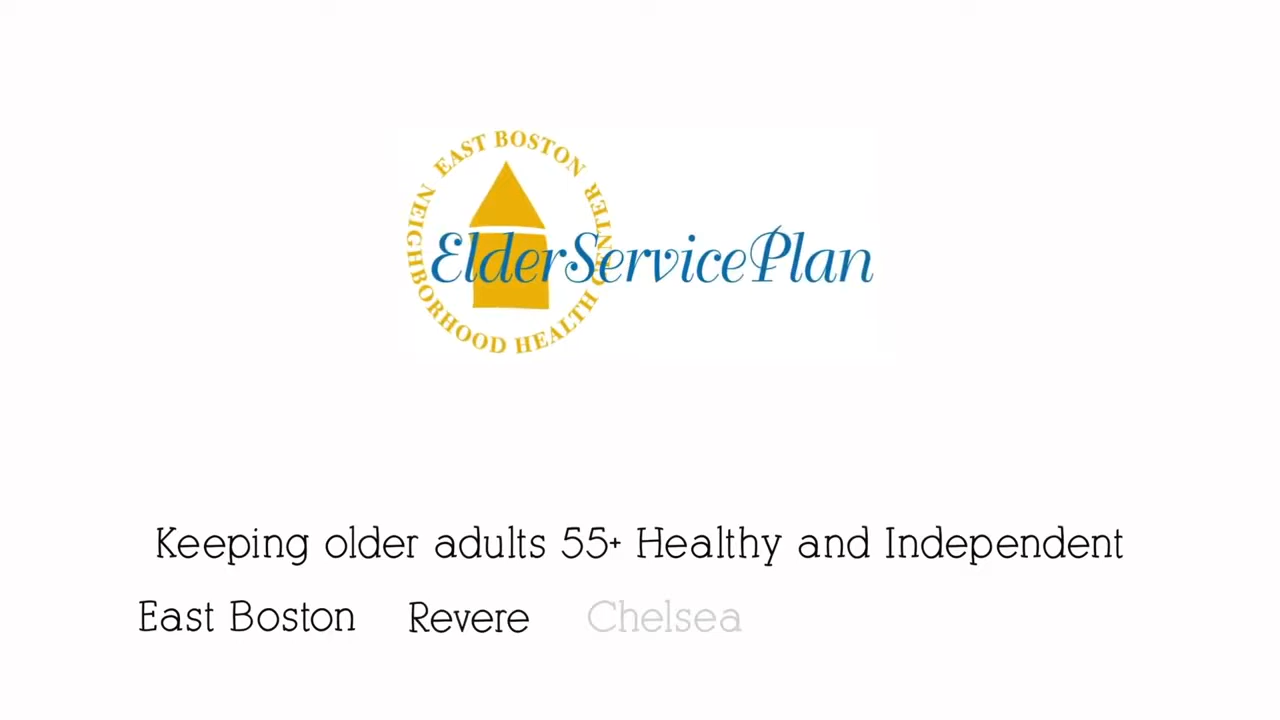 EAST BOSTON NEIGHBORHOOD HEALTH CENTER
ElderServicePlan
Keeping older adults 55+ Healthy and Independent
East Boston Revere Chelsea